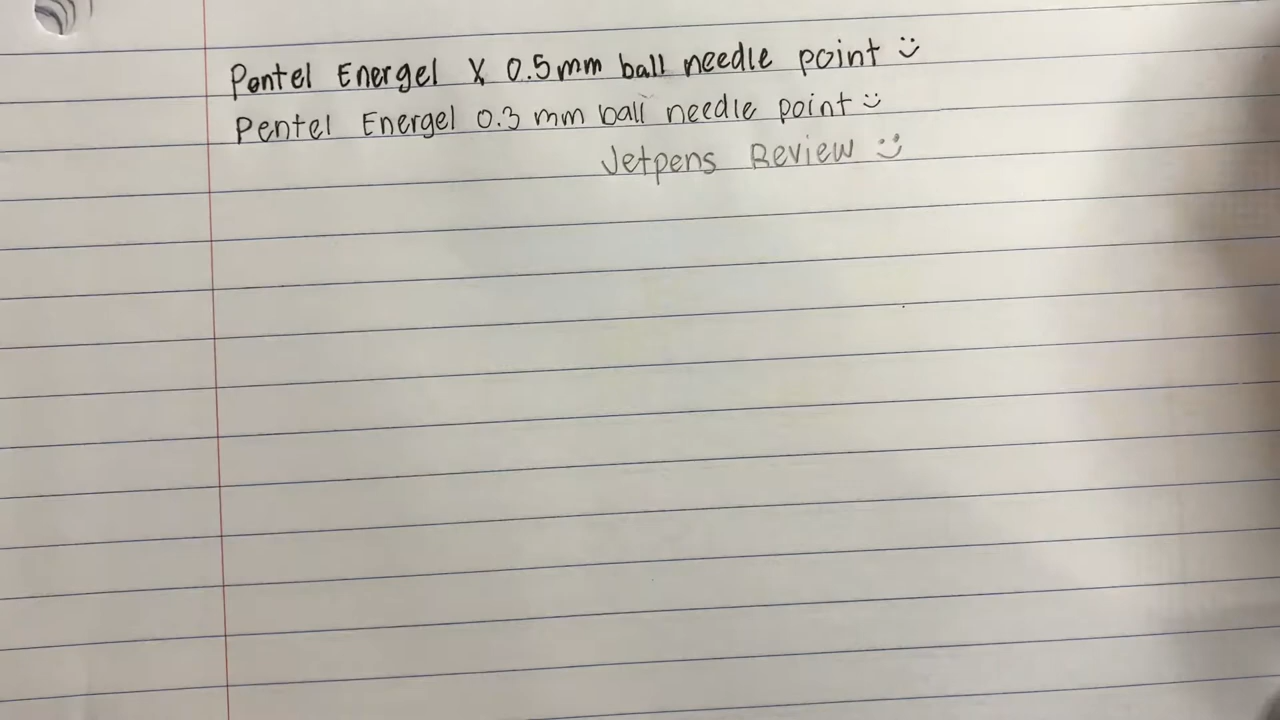 Pentel Energel X 0.5mm ball needle point :)
Pentel Energel 0.3 mm ball needle point :)
Jetpens Review :)